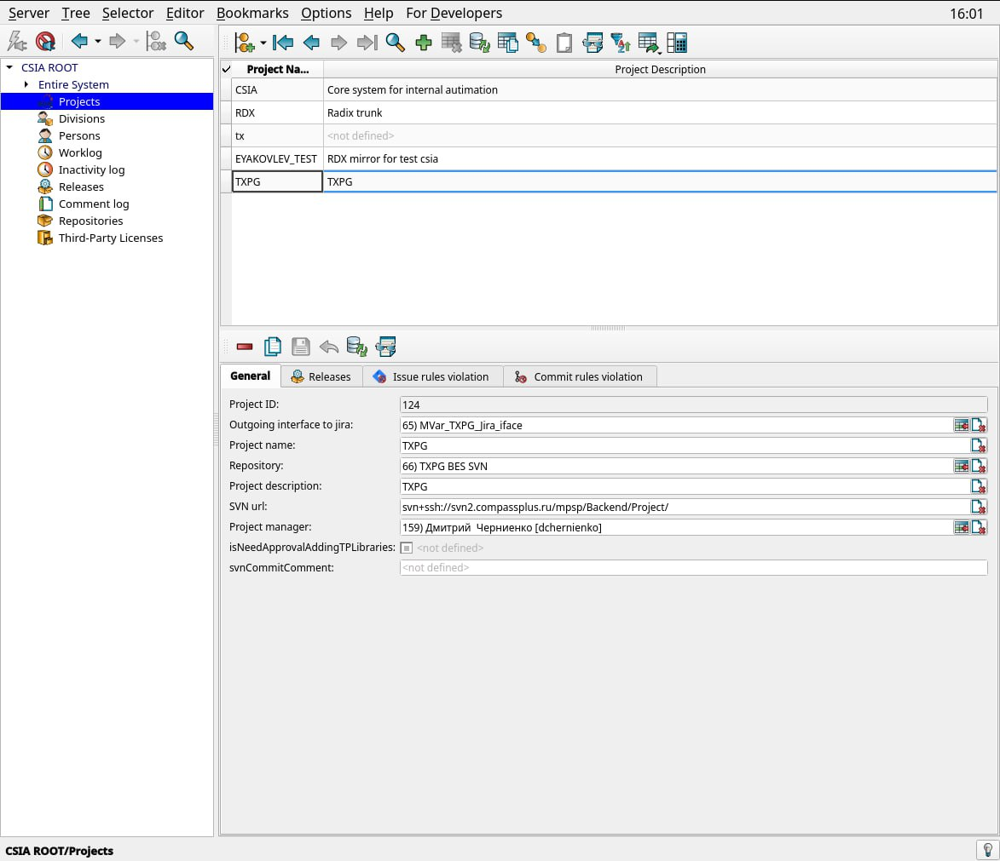 Server Tree Selector Editor Bookmarks Options Help For Developers 16:01
CSIA ROOT
Entire System
Projects
Divisions
Persons
Worklog
Inactivity log
Releases
Comment log
Repositories
Third-Party Licenses
Project Na... Project Description
CSIA Core system for internal autimation
RDX Radix trunk
tx <not defined>
EYAKOVLEV_TEST RDX mirror for test csia
TXPG TXPG
General Releases Issue rules violation Commit rules violation
Project ID: 124
Outgoing interface to jira: 65) MVar_TXPG_Jira_iface
Project name: TXPG
Repository: 66) TXPG BES SVN
Project description: TXPG
SVN url: svn+ssh://svn2.compassplus.ru/mpsp/Backend/Project/
Project manager: 159) Дмитрий  Черниенко [dchernienko]
isNeedApprovalAddingTPLibraries: <not defined>
svnCommitComment: <not defined>
CSIA ROOT/Projects